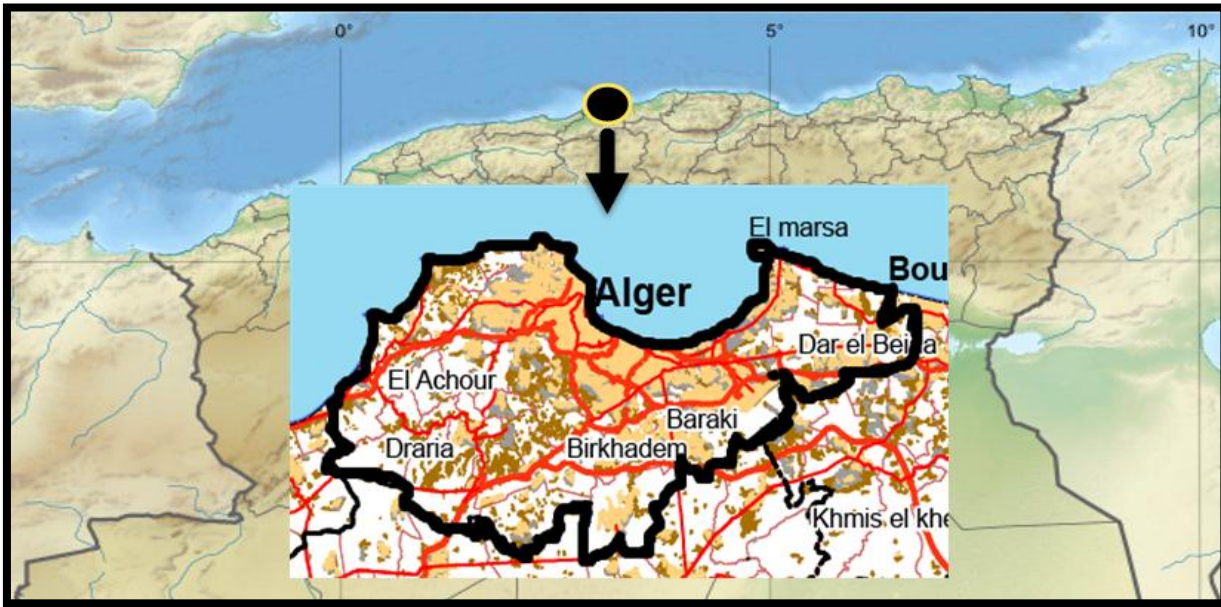 0° 5° 10°
El marsa
Bou
Alger
Dar el Beida
El Achour
Baraki
Draria
Birkhadem
Khmis el khe